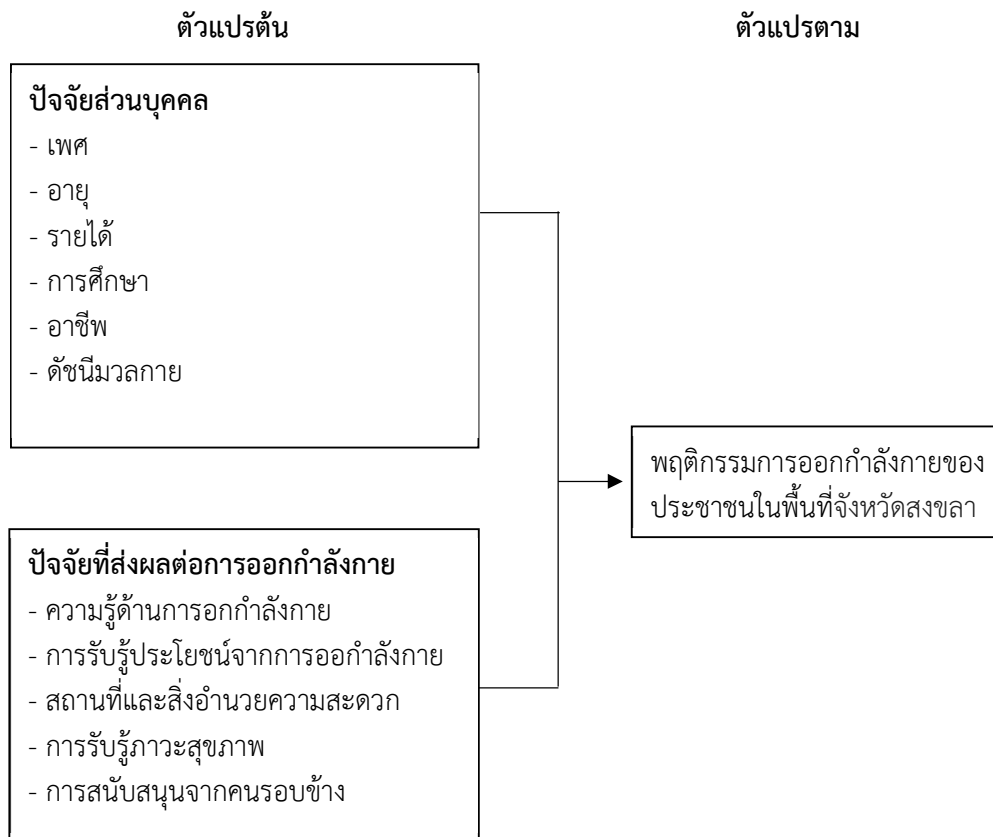 ตัวแปรต้น
ตัวแปรตาม
ปัจจัยส่วนบุคคล
- เพศ
- อายุ
- รายได้
- การศึกษา
- อาชีพ
- ดัชนีมวลกาย
พฤติกรรมการออกกำลังกายของ
ประชาชนในพื้นที่จังหวัดสงขลา
ปัจจัยที่ส่งผลต่อการออกกำลังกาย
- ความรู้ด้านการอกกำลังกาย
- การรับรู้ประโยชน์จากการออกำลังกาย
- สถานที่และสิ่งอำนวยความสะดวก
- การรับรู้ภาวะสุขภาพ
- การสนับสนุนจากคนรอบข้าง